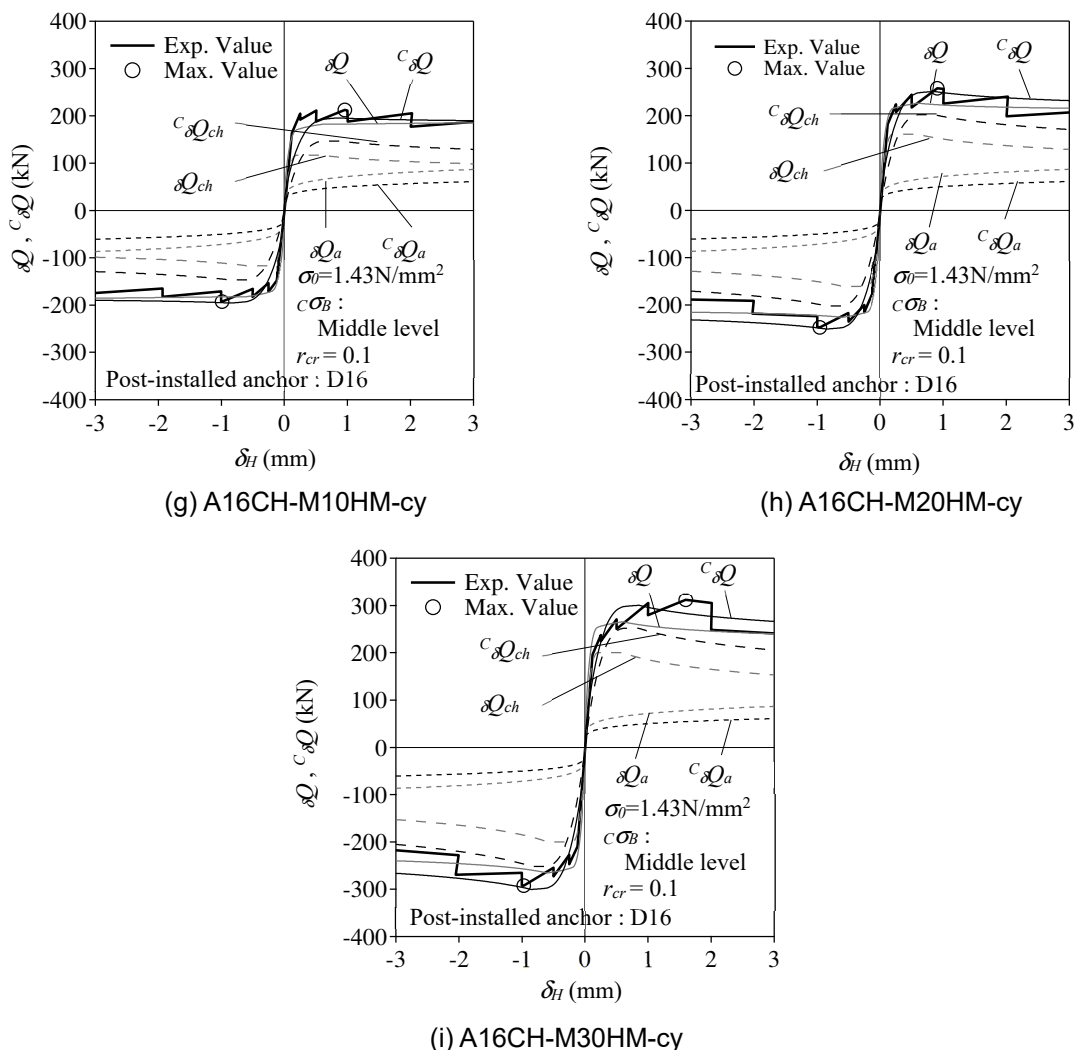 400
300
200
100
0
-100
-200
-300
-400
δQ , CδQ (kN)
Exp. Value
Max. Value
δQ
CδQ
CδQch
δQch
δQa
CδQa
σ0=1.43N/mm2
CσB :
Middle level
rcr = 0.1
Post-installed anchor : D16
-3 -2 -1 0 1 2 3
δH (mm)
(g) A16CH-M10HM-cy
400
300
200
100
0
-100
-200
-300
-400
δQ , CδQ (kN)
Exp. Value
Max. Value
δQ
CδQ
CδQch
δQch
δQa
CδQa
σ0=1.43N/mm2
CσB :
Middle level
rcr = 0.1
Post-installed anchor : D16
-3 -2 -1 0 1 2 3
δH (mm)
(h) A16CH-M20HM-cy
400
300
200
100
0
-100
-200
-300
-400
δQ , CδQ (kN)
Exp. Value
Max. Value
δQ
CδQ
CδQch
δQch
δQa
CδQa
σ0=1.43N/mm2
CσB :
Middle level
rcr = 0.1
Post-installed anchor : D16
-3 -2 -1 0 1 2 3
δH (mm)
(i) A16CH-M30HM-cy